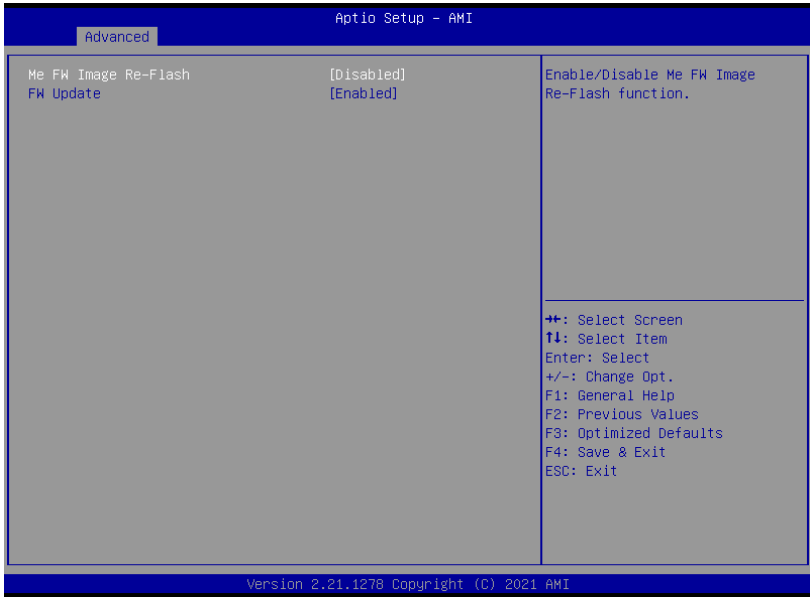 Aptio Setup – AMI
Advanced
Me FW Image Re-Flash [Disabled]
FW Update [Enabled]
Enable/Disable Me FW Image
Re-Flash function.
→←: Select Screen
↑↓: Select Item
Enter: Select
+/-: Change Opt.
F1: General Help
F2: Previous Values
F3: Optimized Defaults
F4: Save & Exit
ESC: Exit
Version 2.21.1278 Copyright (C) 2021 AMI